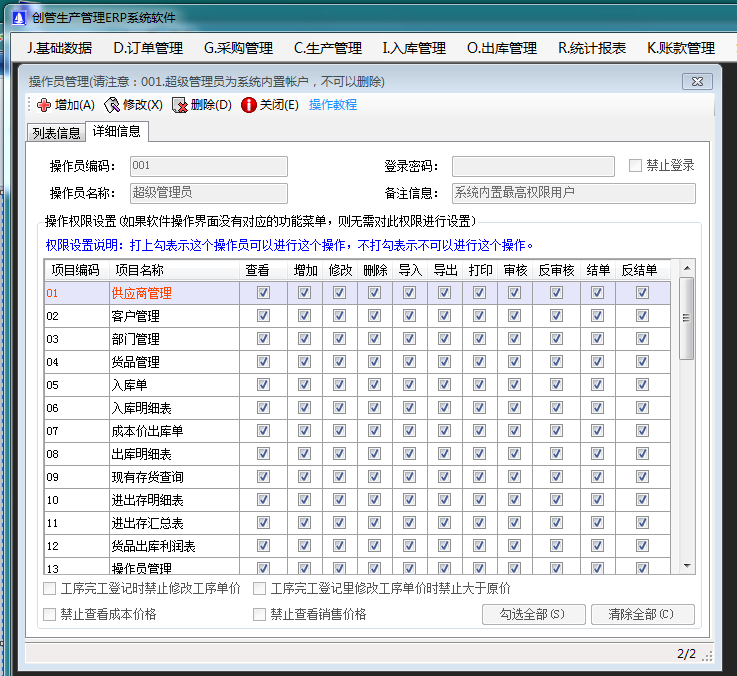 创管生产管理ERP系统软件
J.基础数据 D.订单管理 G.采购管理 C.生产管理 I.入库管理 O.出库管理 R.统计报表 K.账款管理
操作员管理(请注意：001.超级管理员为系统内置帐户，不可以删除)
增加(A) 修改(X) 删除(D) 关闭(E) 操作教程
列表信息 详细信息
操作员编码: 001 登录密码: 禁止登录
操作员名称: 超级管理员 备注信息: 系统内置最高权限用户
操作权限设置(如果软件操作界面没有对应的功能菜单，则无需对此权限进行设置)
权限设置说明: 打上勾表示这个操作员可以进行这个操作，不打勾表示不可以进行这个操作。
项目编码 项目名称 查看 增加 修改 删除 导入 导出 打印 审核 反审核 结单 反结单
01 供应商管理
02 客户管理
03 部门管理
04 货品管理
05 入库单
06 入库明细表
07 成本价出库单
08 出库明细表
09 现有存货查询
10 进出存明细表
11 进出存汇总表
12 货品出库利润表
13 操作员管理
工序完工登记时禁止修改工序单价 工序完工登记里修改工序单价时禁止大于原价
禁止查看成本价格 禁止查看销售价格 勾选全部(S) 清除全部(C)
2/2